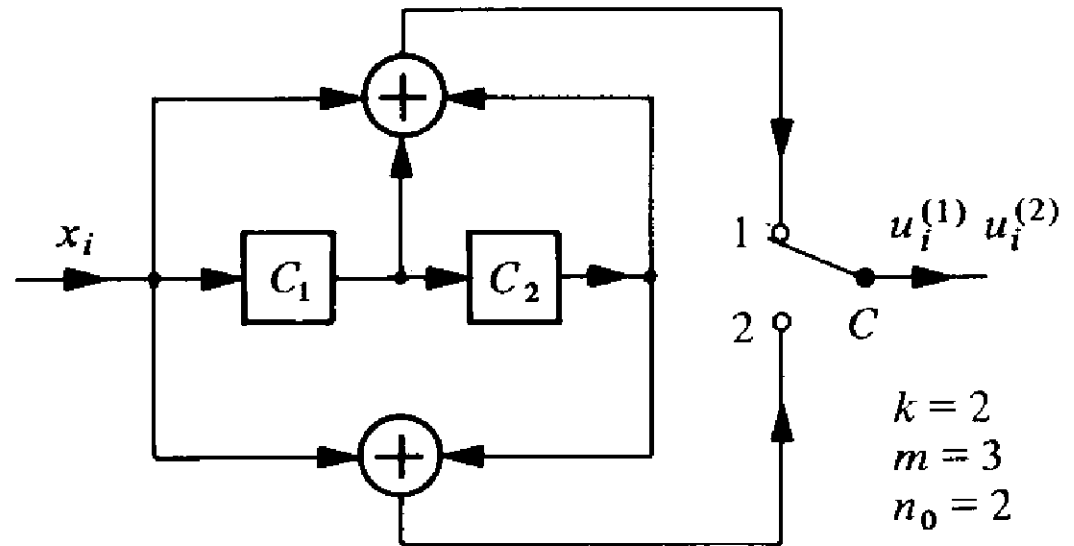 x_i
C_1
C_2
1
2
C
u_i^{(1)} u_i^{(2)}
k = 2
m = 3
n_0 = 2